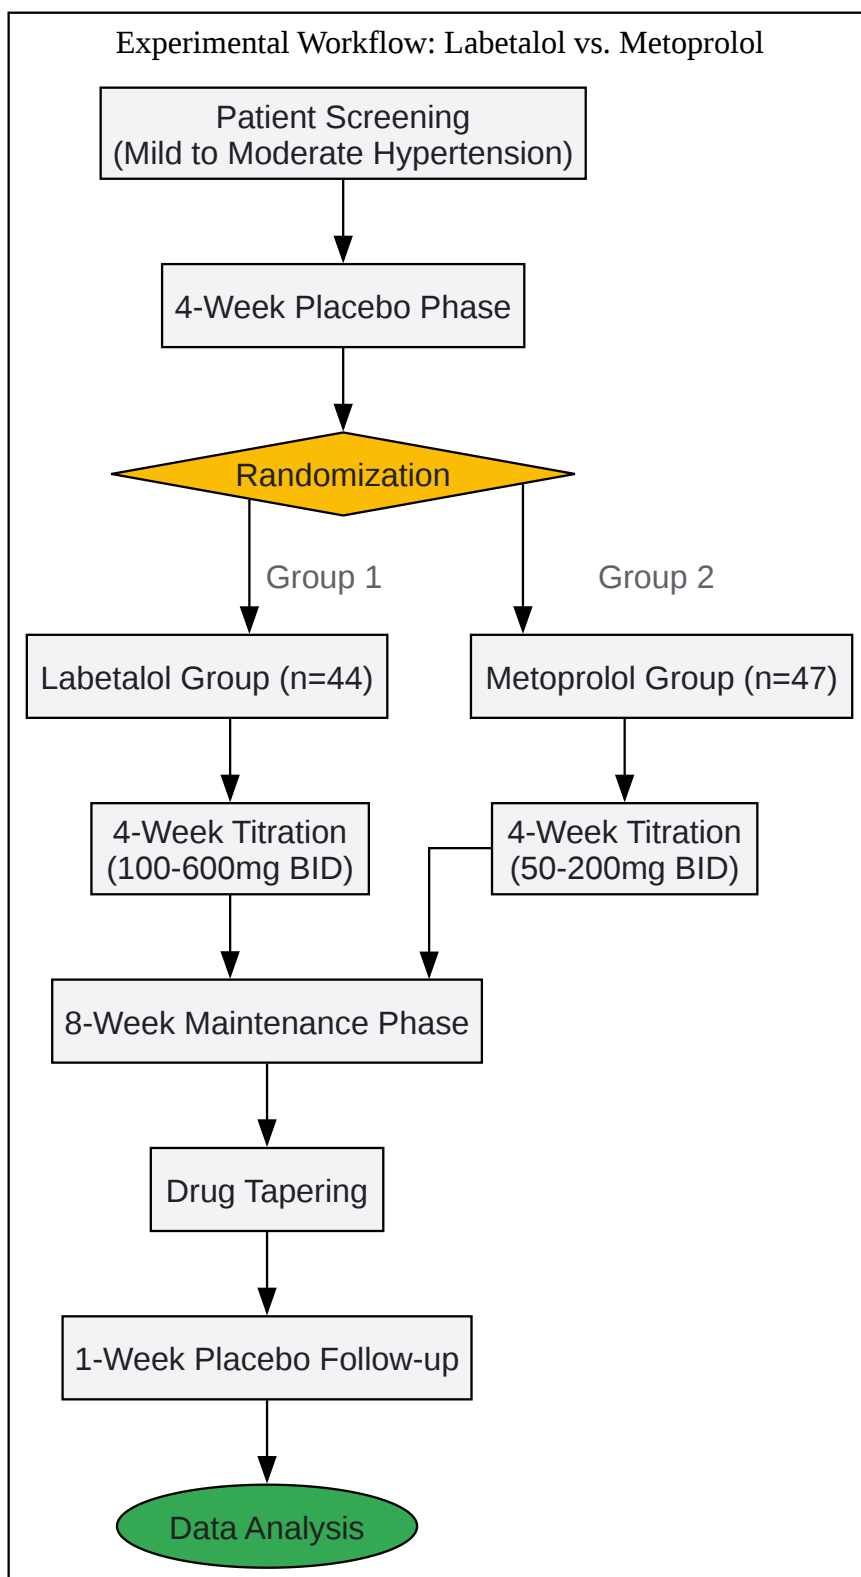 Experimental Workflow: Labetalol vs. Metoprolol
Patient Screening
(Mild to Moderate Hypertension)
4-Week Placebo Phase
Randomization
Group 1
Group 2
Labetalol Group (n=44)
Metoprolol Group (n=47)
4-Week Titration
(100-600mg BID)
4-Week Titration
(50-200mg BID)
8-Week Maintenance Phase
Drug Tapering
1-Week Placebo Follow-up
Data Analysis